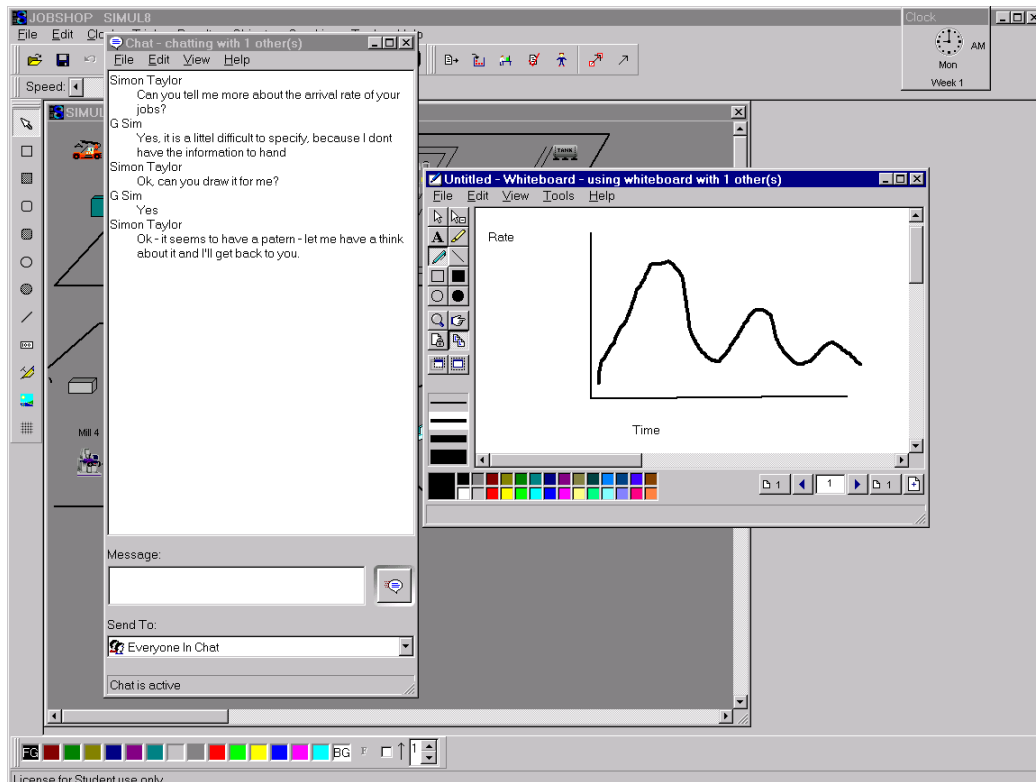 JOBSHOP SIMUL8
Clock
File Edit
AM
Mon
Week 1
Speed:
SIMUL
TANK
Mill 4
Chat - chatting with 1 other(s)
File Edit View Help
Simon Taylor
Can you tell me more about the arrival rate of your
jobs?
G Sim
Yes, it is a littel difficult to specify, because I dont
have the information to hand
Simon Taylor
Ok, can you draw it for me?
G Sim
Yes
Simon Taylor
Ok - it seems to have a patern - let me have a think
about it and I'll get back to you.
Message:
Send To:
Everyone In Chat
Chat is active
Untitled - Whiteboard - using whiteboard with 1 other(s)
File Edit View Tools Help
A
Rate
Time
1 1 1
FG BG F 1
License for Student use only